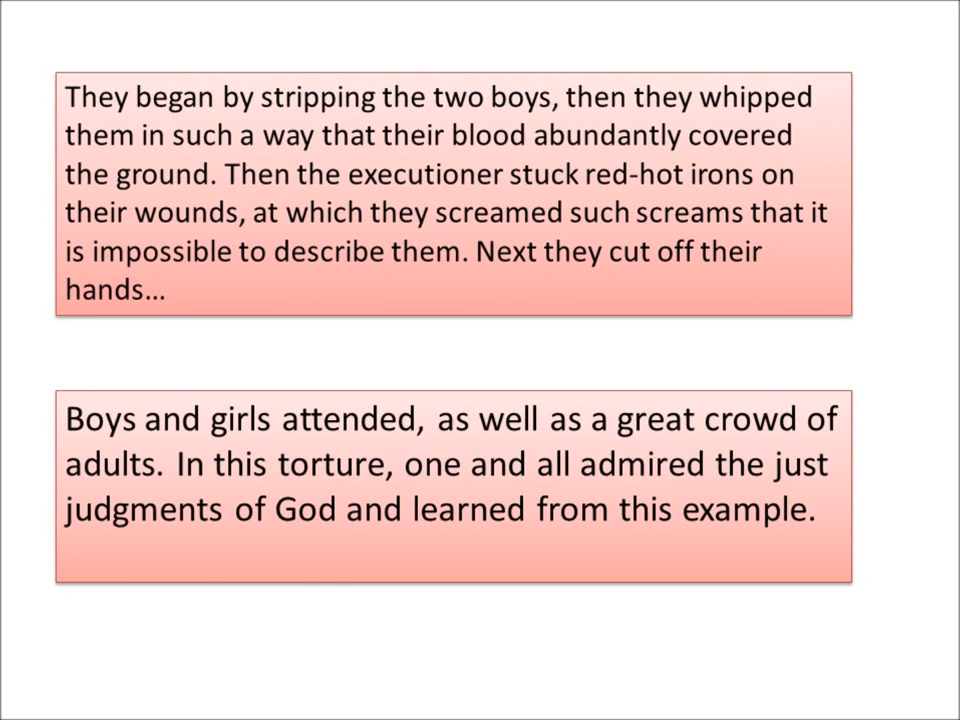 They began by stripping the two boys, then they whipped
them in such a way that their blood abundantly covered
the ground. Then the executioner stuck red-hot irons on
their wounds, at which they screamed such screams that it
is impossible to describe them. Next they cut off their
hands…
Boys and girls attended, as well as a great crowd of
adults. In this torture, one and all admired the just
judgments of God and learned from this example.